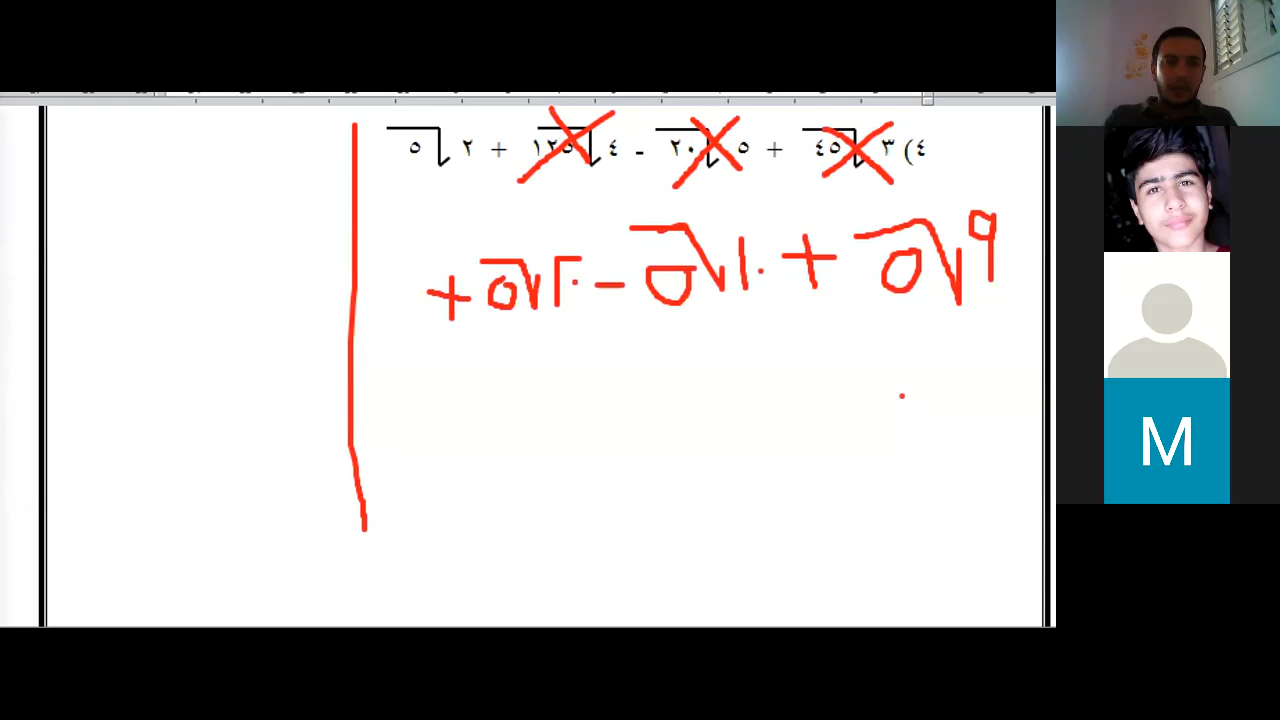 ٤) ٣√٤٥ + ٥√٢٠ - ٤√١٢٥ + ٢√٥
٩√٥ + ١٠√٥ - ٢٠√٥ +
M